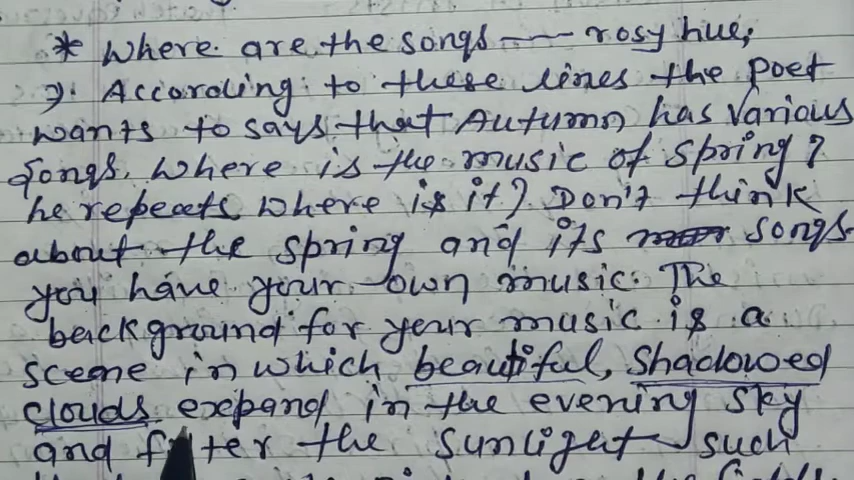 * Where are the songs —— rosy hue,
⇒. According to these lines the poet
wants to says that Autumn has various
songs. Where is the music of spring?
he repeats where is it? Don't think
about the spring and its songs.
you have your own music. The
background for your music is a
scene in which beautiful, shadowed
clouds expand in the evening sky
and filter the sunlight such